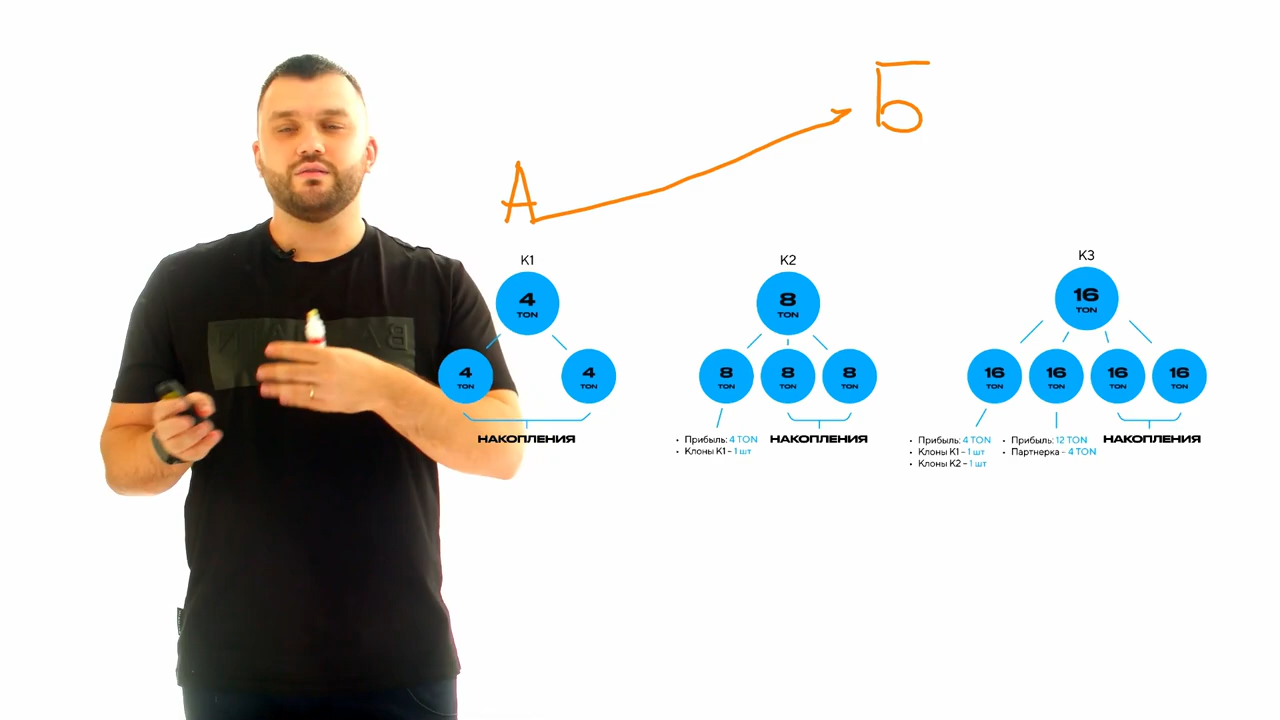 Б
А
К1
4
TON
4
TON
4
TON
НАКОПЛЕНИЯ
К2
8
TON
8
TON
8
TON
8
TON
• Прибыль: 4 TON
• Клоны К1 - 1 шт
НАКОПЛЕНИЯ
К3
16
TON
16
TON
16
TON
16
TON
16
TON
• Прибыль: 4 TON
• Клоны К1 - 1 шт
• Клоны К2 - 1 шт
• Прибыль: 12 TON
• Партнерка - 4 TON
НАКОПЛЕНИЯ